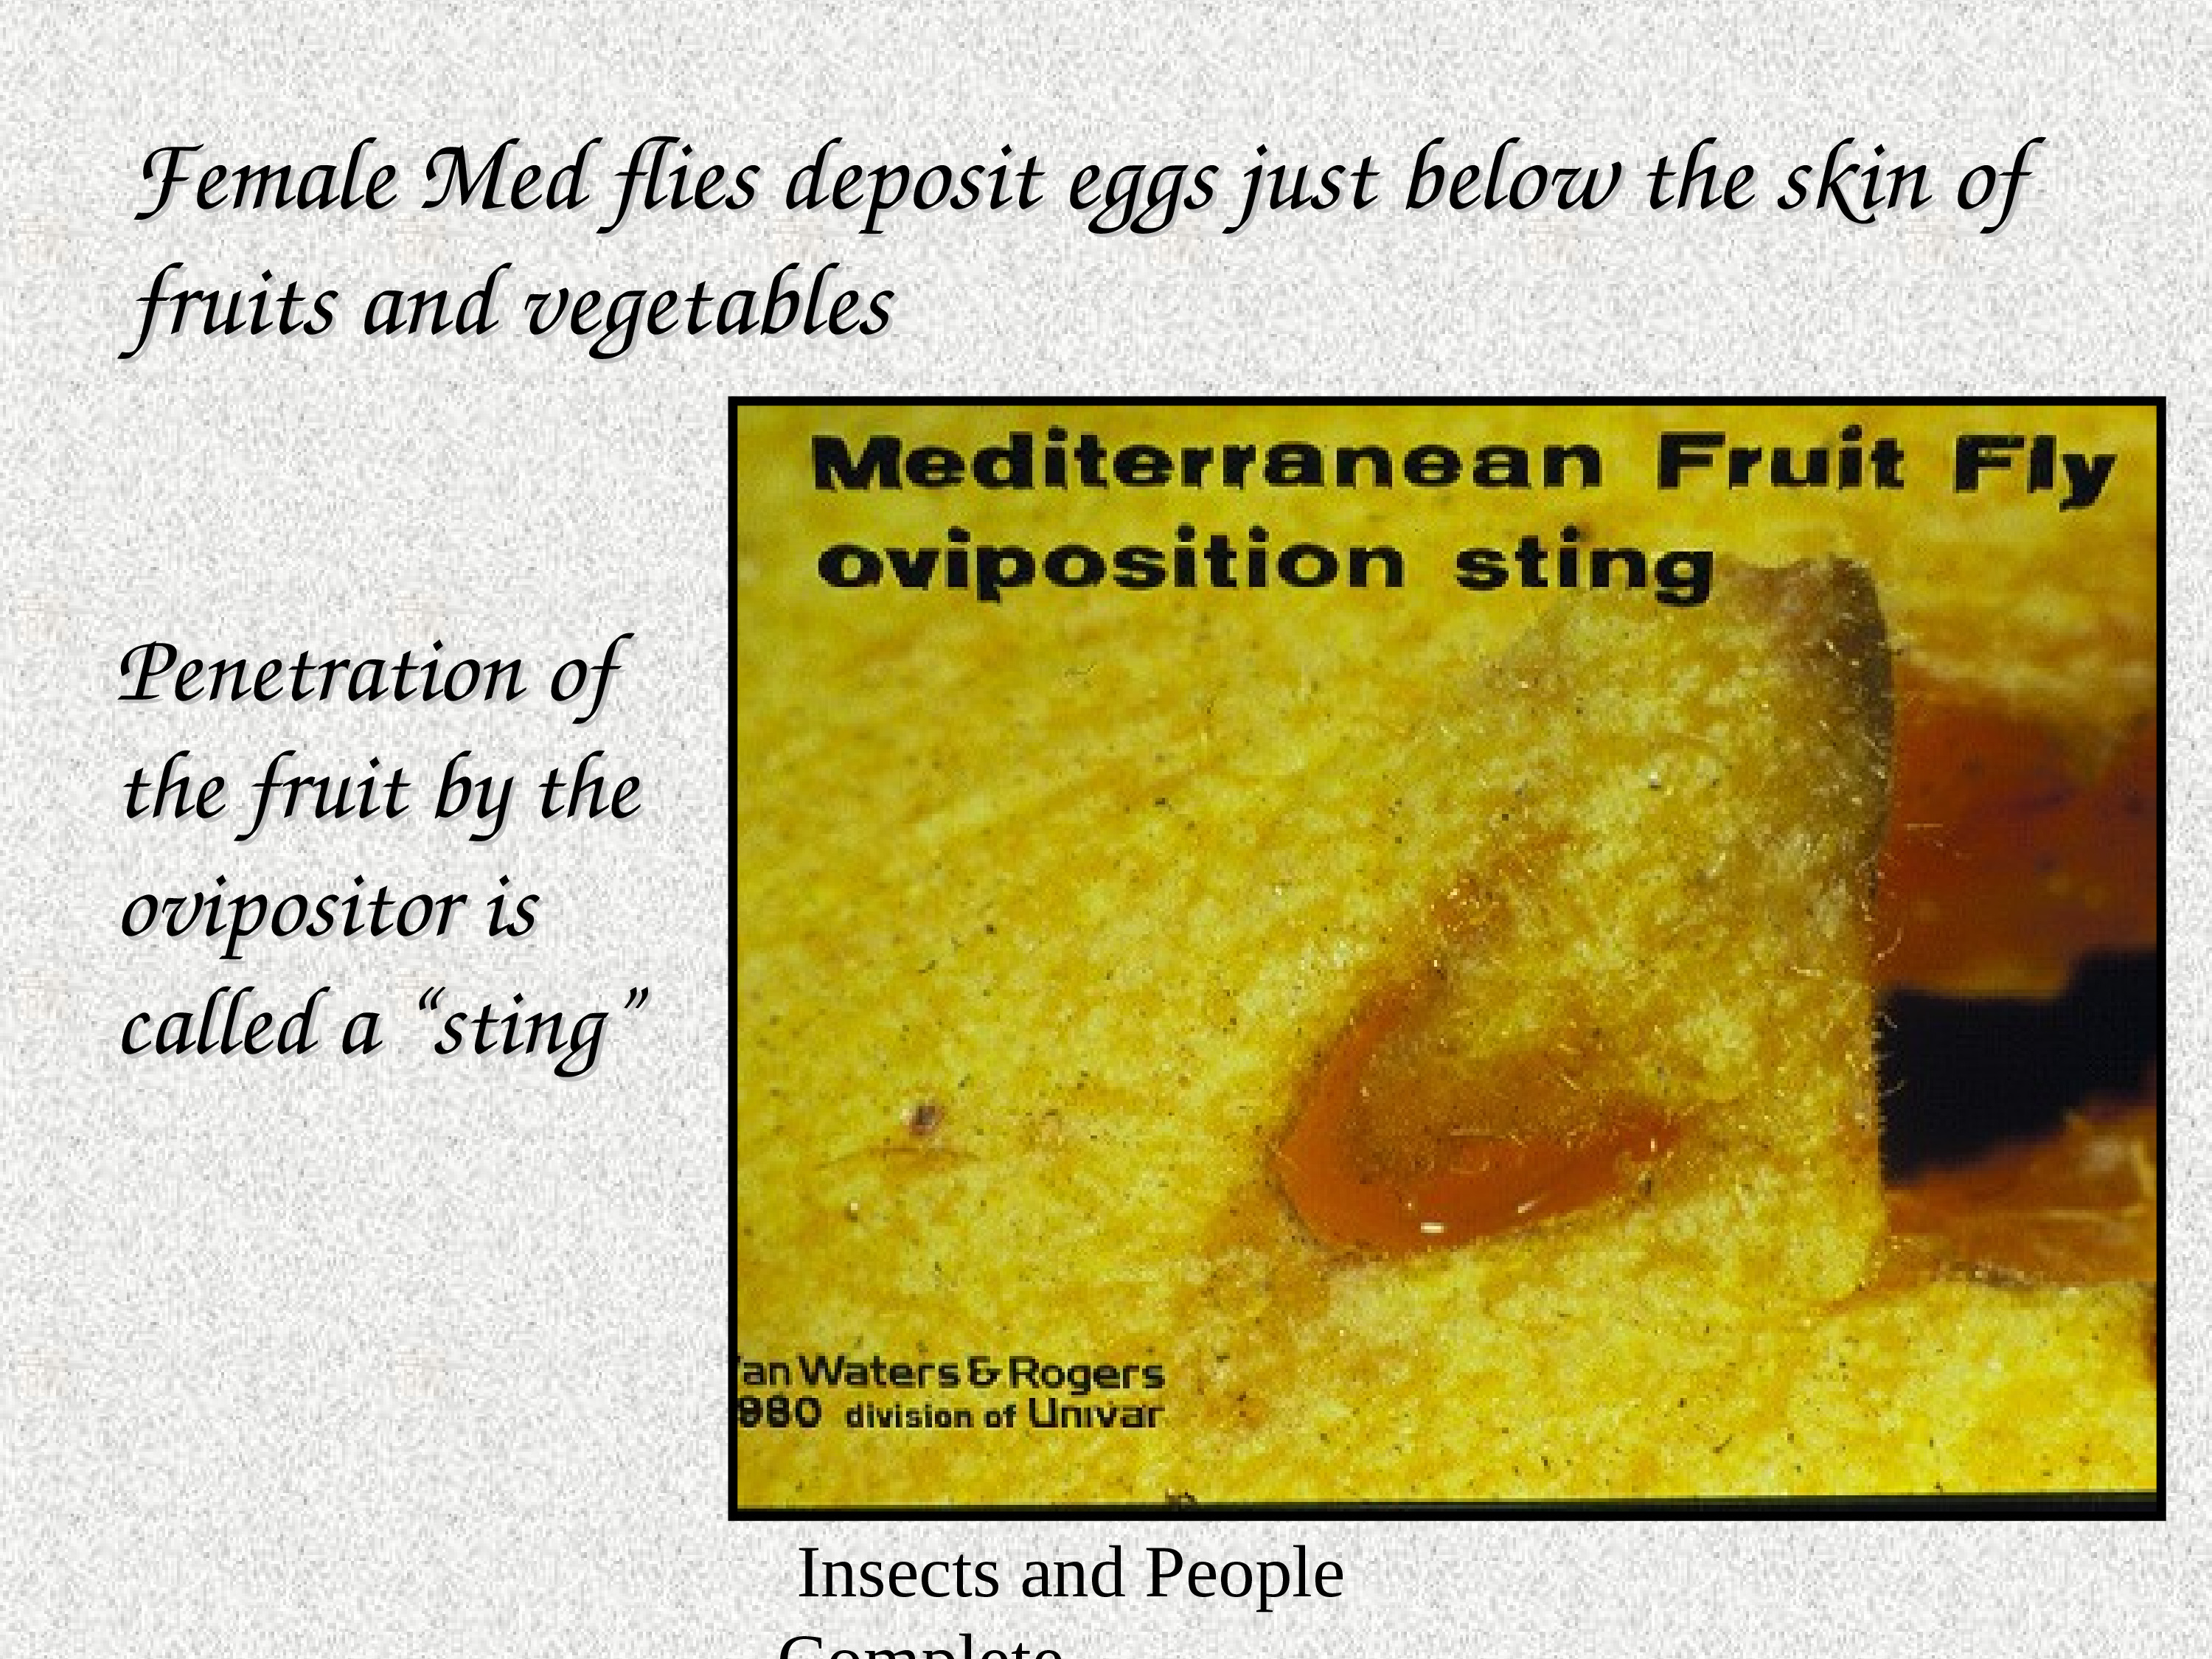 Female Med flies deposit eggs just below the skin of
fruits and vegetables
Penetration of
the fruit by the
ovipositor is
called a “sting”
Mediterranean Fruit Fly
oviposition sting
an Waters & Rogers
980 division of Univar
Insects and People
Complete